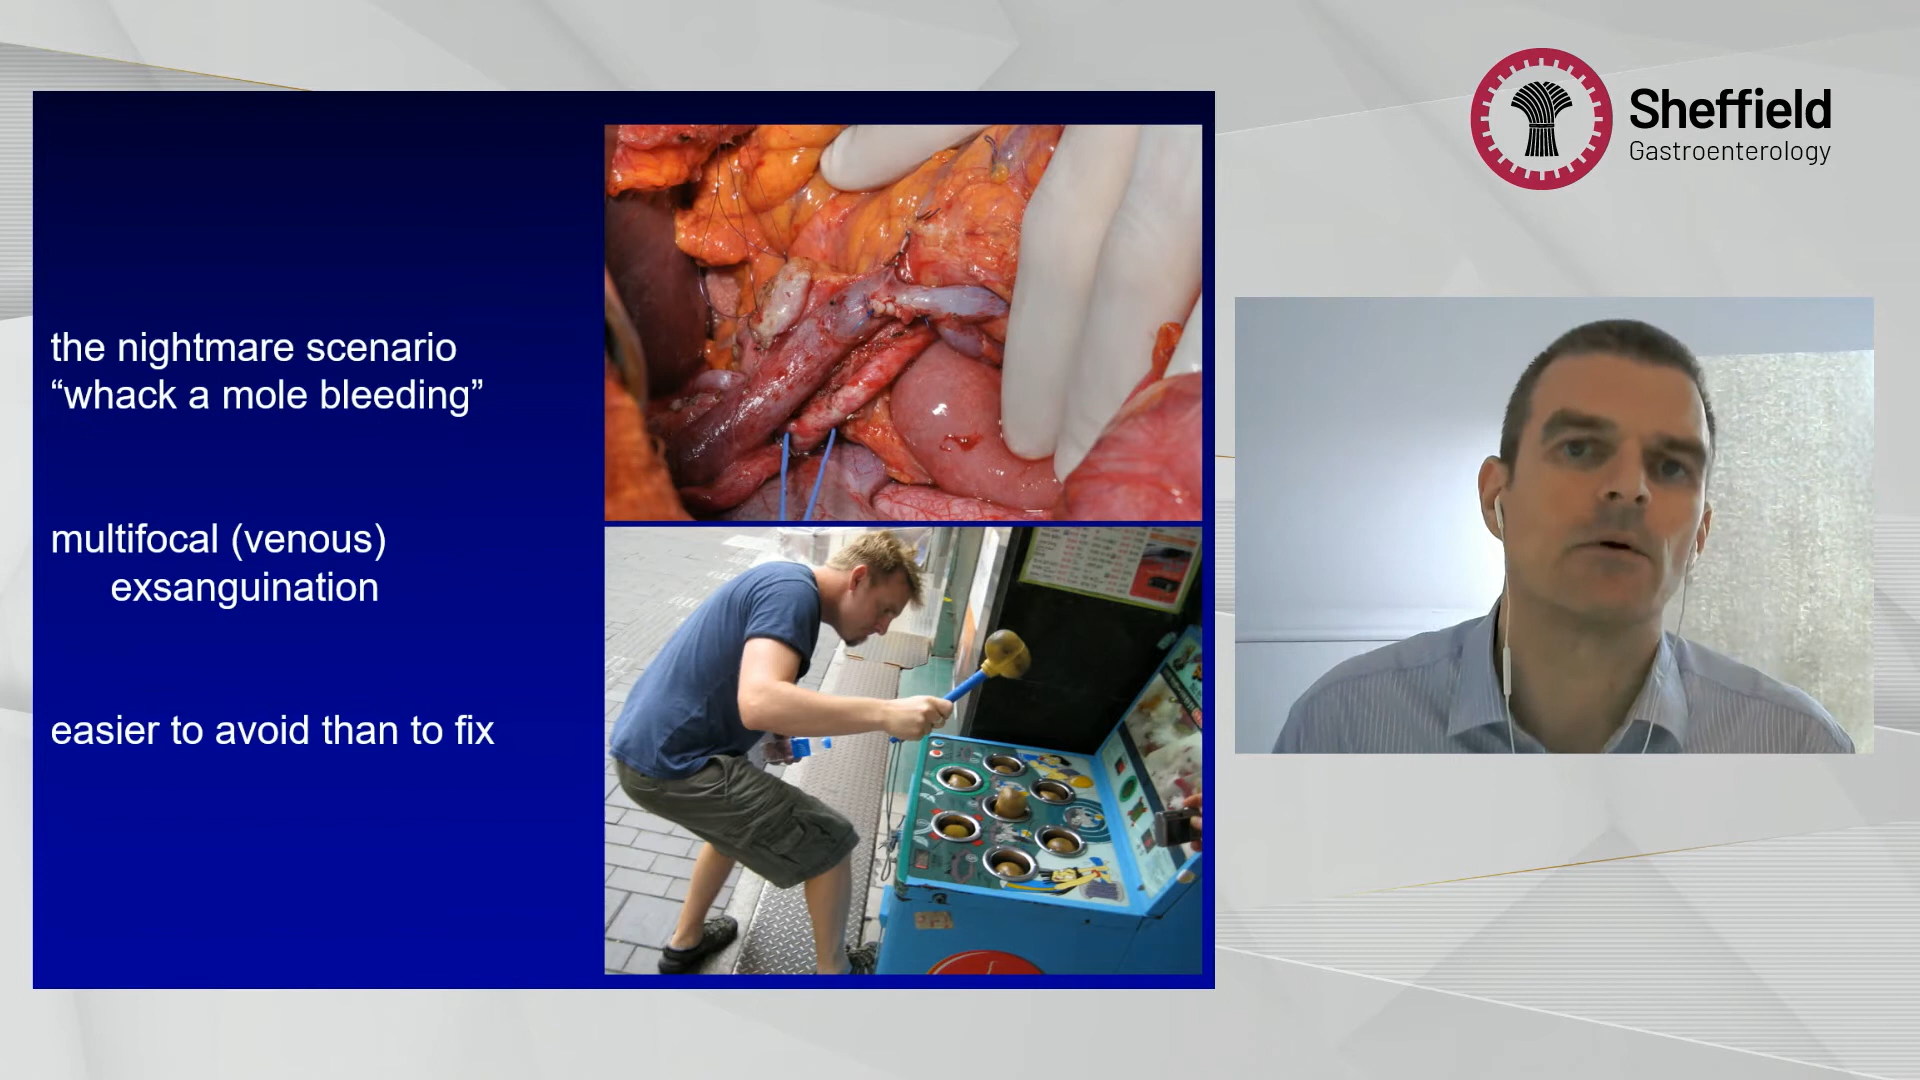 Sheffield
Gastroenterology
the nightmare scenario
“whack a mole bleeding”
multifocal (venous)
exsanguination
easier to avoid than to fix